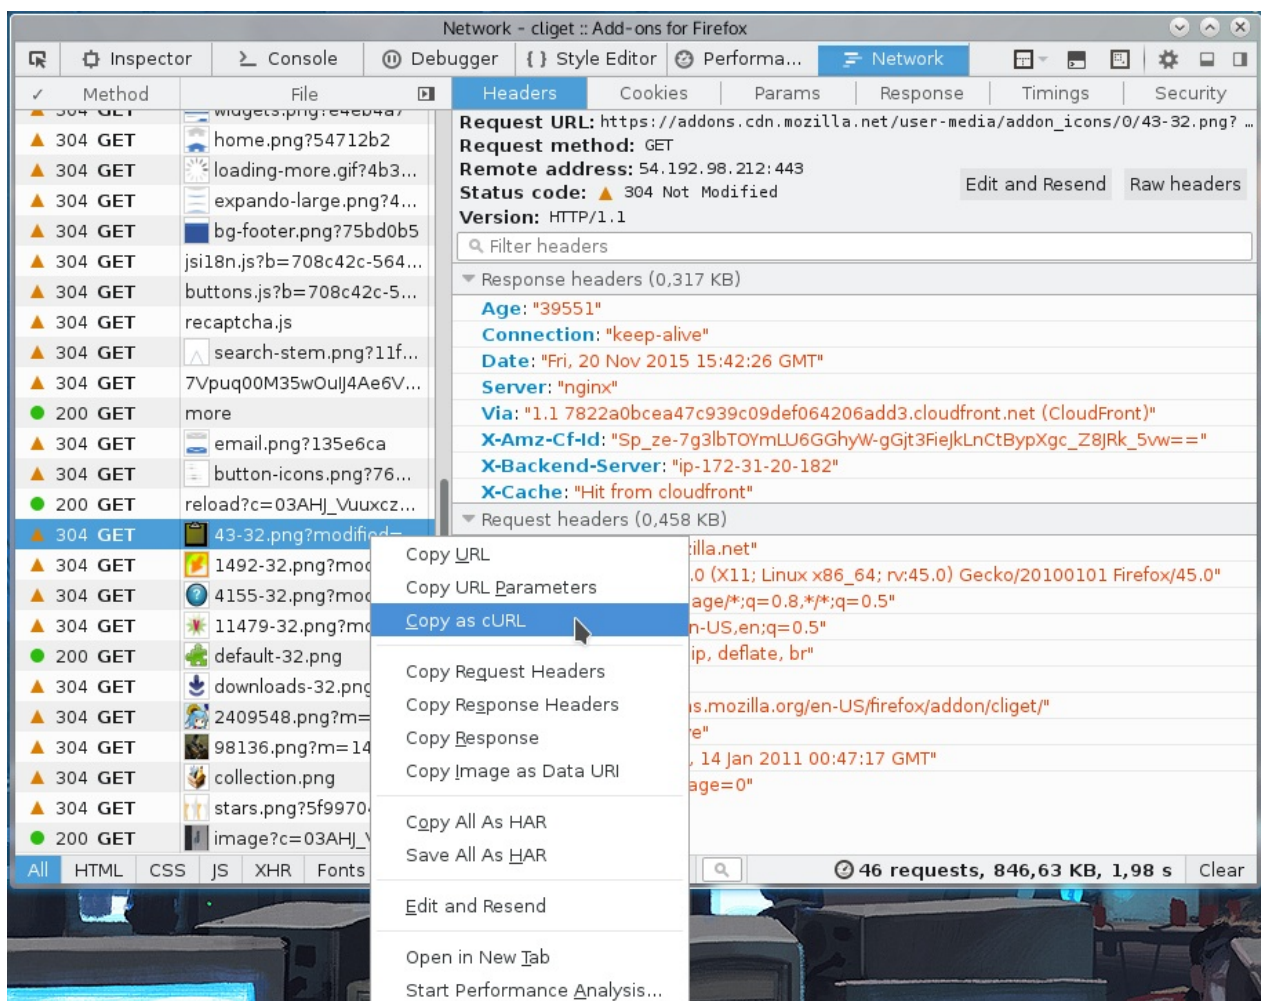 Network - cliget :: Add-ons for Firefox
Inspector Console Debugger { } Style Editor Performa... Network
✓ Method File
Headers Cookies Params Response Timings Security
304 GET widgets.png?e4eb4a7
304 GET home.png?54712b2
304 GET loading-more.gif?4b3...
304 GET expando-large.png?4...
304 GET bg-footer.png?75bd0b5
304 GET jsi18n.js?b=708c42c-564...
304 GET buttons.js?b=708c42c-5...
304 GET recaptcha.js
304 GET search-stem.png?11f...
304 GET 7Vpuq00M35wOuIJ4Ae6V...
200 GET more
304 GET email.png?135e6ca
304 GET button-icons.png?76...
200 GET reload?c=03AHJ_Vuuxcz...
304 GET 43-32.png?modified=
304 GET 1492-32.png?mod
304 GET 4155-32.png?mod
304 GET 11479-32.png?mo
200 GET default-32.png
304 GET downloads-32.png
304 GET 2409548.png?m=
304 GET 98136.png?m=14
304 GET collection.png
304 GET stars.png?5f99704
200 GET image?c=03AHJ_V
Request URL: https://addons.cdn.mozilla.net/user-media/addon_icons/0/43-32.png? …
Request method: GET
Remote address: 54.192.98.212:443
Status code: 304 Not Modified
Edit and Resend Raw headers
Version: HTTP/1.1
Filter headers
Response headers (0,317 KB)
Age: "39551"
Connection: "keep-alive"
Date: "Fri, 20 Nov 2015 15:42:26 GMT"
Server: "nginx"
Via: "1.1 7822a0bcea47c939c09def064206add3.cloudfront.net (CloudFront)"
X-Amz-Cf-Id: "Sp_ze-7g3lbTOYmLU6GGhyW-gGjt3FieJkLnCtBypXgc_Z8JRk_5vw=="
X-Backend-Server: "ip-172-31-20-182"
X-Cache: "Hit from cloudfront"
Request headers (0,458 KB)
illa.net"
.0 (X11; Linux x86_64; rv:45.0) Gecko/20100101 Firefox/45.0"
age/*;q=0.8,*/*;q=0.5"
n-US,en;q=0.5"
ip, deflate, br"
s.mozilla.org/en-US/firefox/addon/cliget/"
e"
, 14 Jan 2011 00:47:17 GMT"
age=0"
Copy URL
Copy URL Parameters
Copy as cURL
Copy Request Headers
Copy Response Headers
Copy Response
Copy Image as Data URI
Copy All As HAR
Save All As HAR
Edit and Resend
Open in New Tab
Start Performance Analysis...
All HTML CSS JS XHR Fonts
46 requests, 846,63 KB, 1,98 s Clear